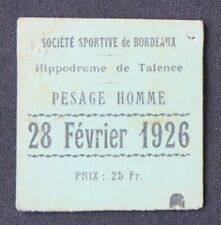 SOCIÉTÉ SPORTIVE de BORDEAUX
Hippodrome de Talence
PESAGE HOMME
28 Février 1926
PRIX : 25 Fr.